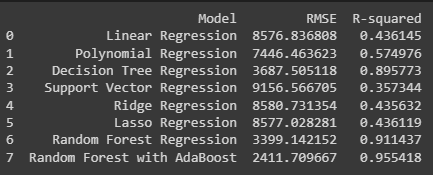 Model RMSE R-squared
0 Linear Regression 8576.836808 0.436145
1 Polynomial Regression 7446.463623 0.574976
2 Decision Tree Regression 3687.505118 0.895773
3 Support Vector Regression 9156.566705 0.357344
4 Ridge Regression 8580.731354 0.435632
5 Lasso Regression 8577.028281 0.436119
6 Random Forest Regression 3399.142152 0.911437
7 Random Forest with AdaBoost 2411.709667 0.955418